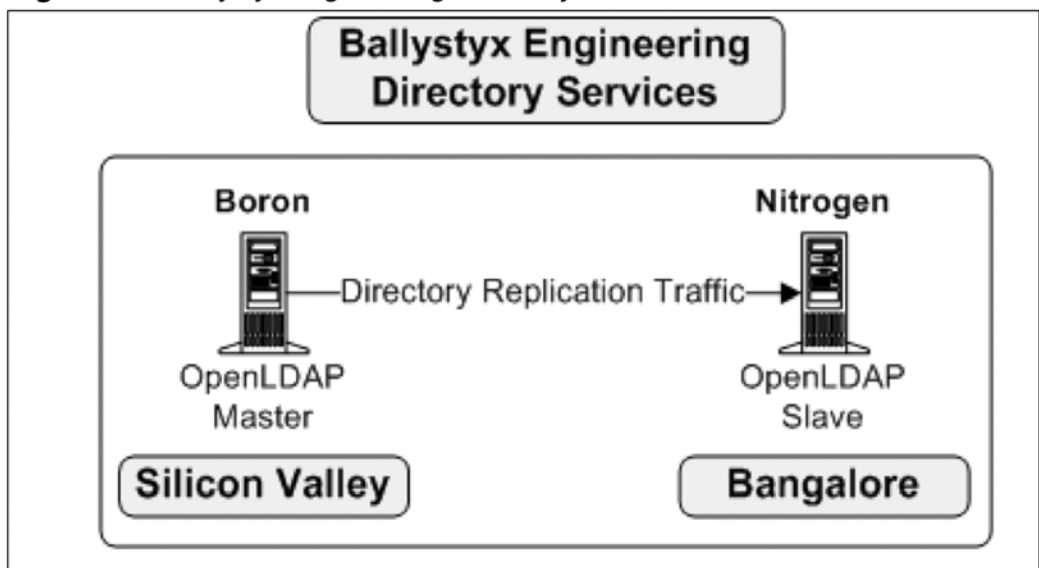 Ballystyx Engineering
Directory Services
Boron
Nitrogen
Directory Replication Traffic
OpenLDAP
Master
OpenLDAP
Slave
Silicon Valley
Bangalore